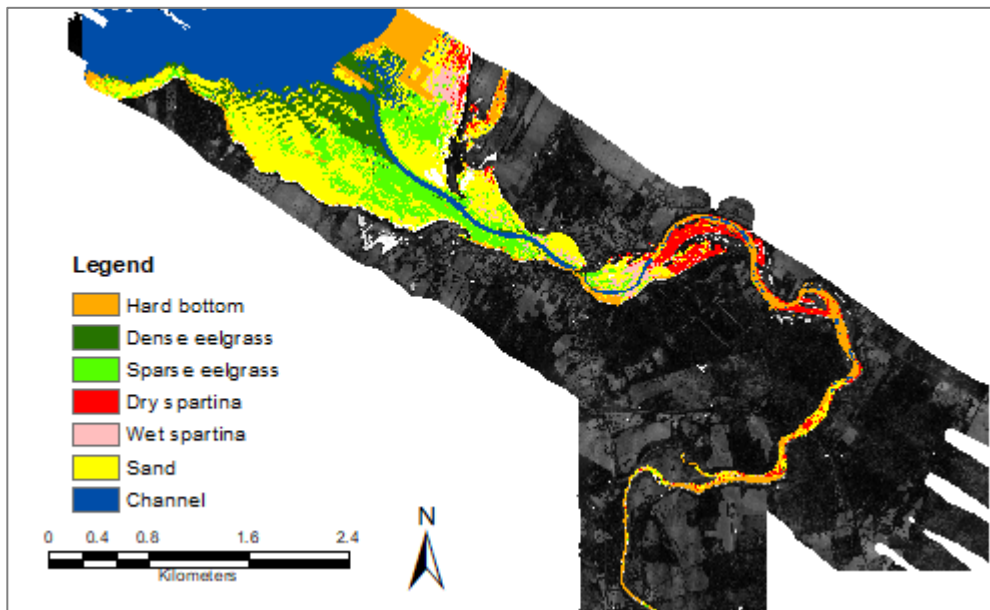 Legend
Hard bottom
Dense eelgrass
Sparse eelgrass
Dry spartina
Wet spartina
Sand
Channel
0 0.4 0.8 1.6 2.4
Kilometers
N